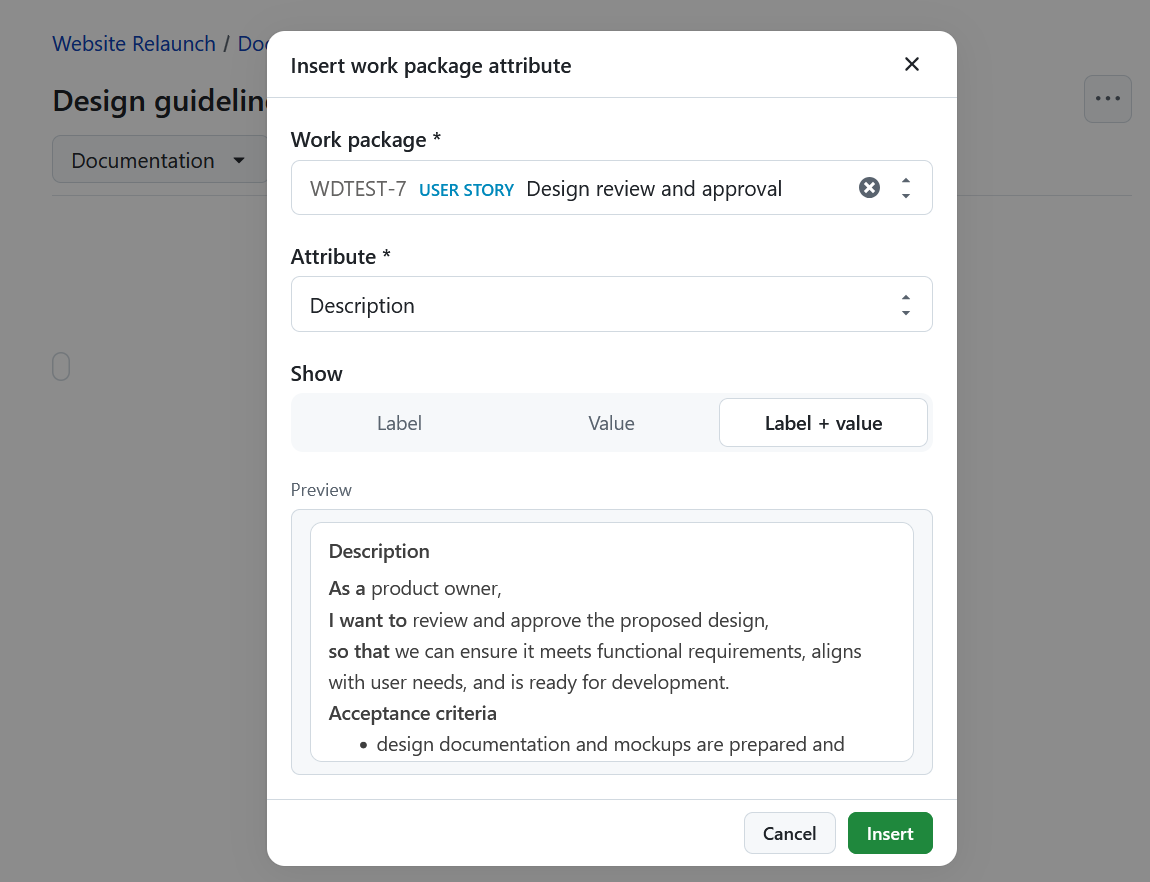 Website Relaunch /
Insert work package attribute
Design
Documentation
Work package *
WDTEST-7 USER STORY Design review and approval
Attribute *
Description
Show
Label Value Label + value
Preview
Description
As a product owner,
I want to review and approve the proposed design,
so that we can ensure it meets functional requirements, aligns
with user needs, and is ready for development.
Acceptance criteria
• design documentation and mockups are prepared and
Cancel Insert